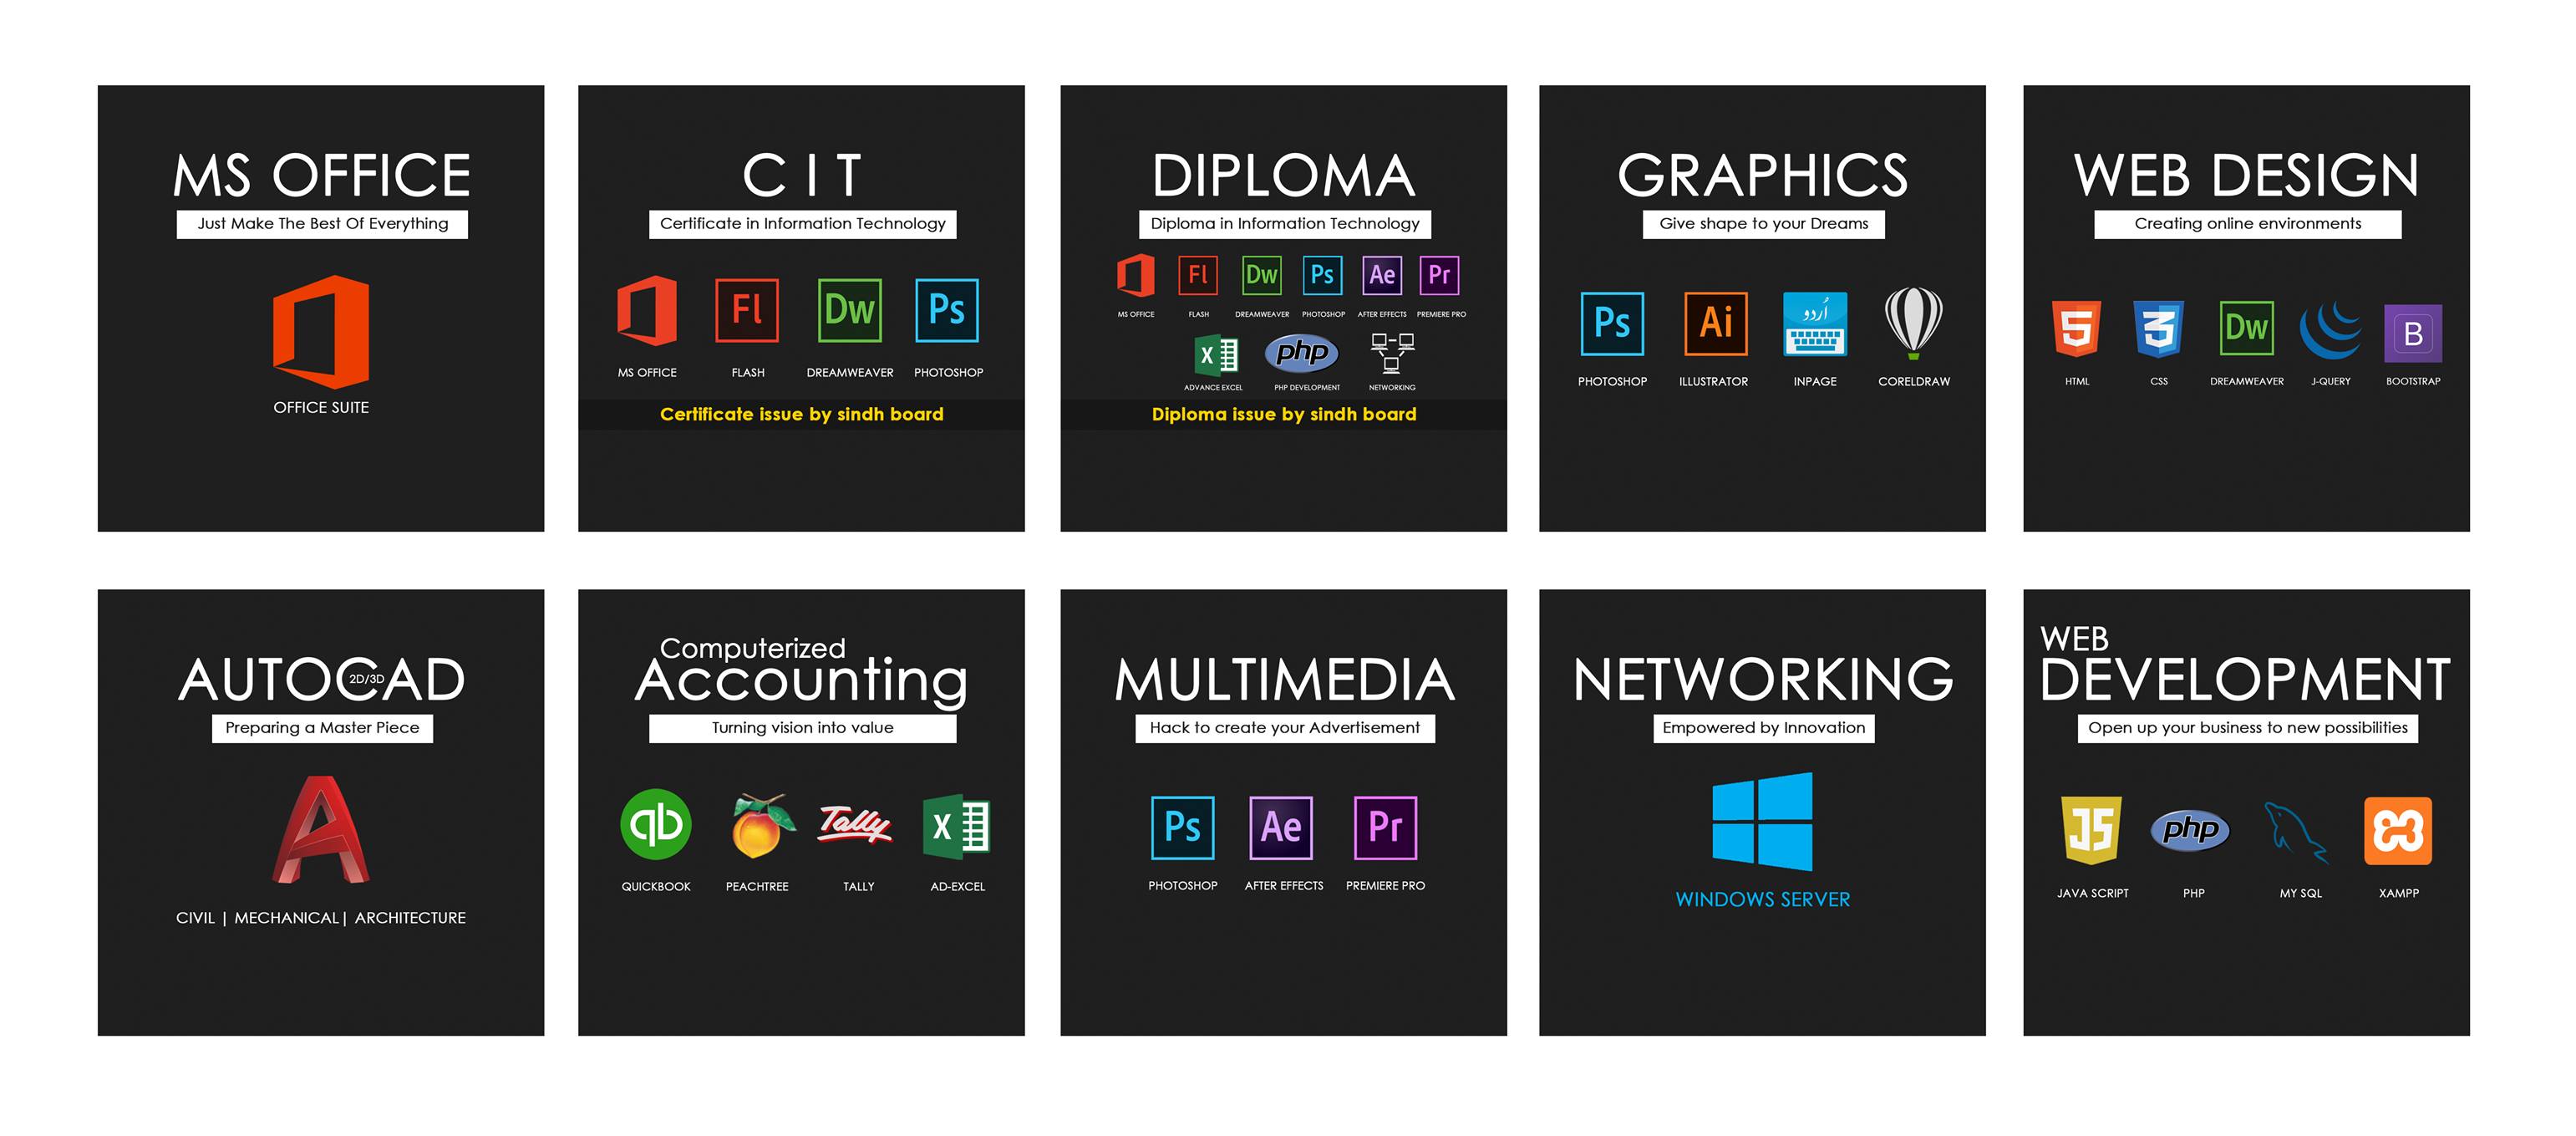 MS OFFICE
Just Make The Best Of Everything
OFFICE SUITE
C I T
Certificate in Information Technology
Fl Dw Ps
MS OFFICE FLASH DREAMWEAVER PHOTOSHOP
Certificate issue by sindh board
DIPLOMA
Diploma in Information Technology
Fl Dw Ps Ae Pr
MS OFFICE FLASH DREAMWEAVER PHOTOSHOP AFTER EFFECTS PREMIERE PRO
X php
ADVANCE EXCEL PHP DEVELOPMENT NETWORKING
Diploma issue by sindh board
GRAPHICS
Give shape to your Dreams
Ps Ai اُردو
PHOTOSHOP ILLUSTRATOR INPAGE CORELDRAW
WEB DESIGN
Creating online environments
5 3 Dw B
HTML CSS DREAMWEAVER J-QUERY BOOTSTRAP
AUTOCAD
2D/3D
Preparing a Master Piece
A
CIVIL | MECHANICAL | ARCHITECTURE
Computerized
Accounting
Turning vision into value
qb Tally X
QUICKBOOK PEACHTREE TALLY AD-EXCEL
MULTIMEDIA
Hack to create your Advertisement
Ps Ae Pr
PHOTOSHOP AFTER EFFECTS PREMIERE PRO
NETWORKING
Empowered by Innovation
WINDOWS SERVER
WEB
DEVELOPMENT
Open up your business to new possibilities
JS php
JAVA SCRIPT PHP MY SQL XAMPP